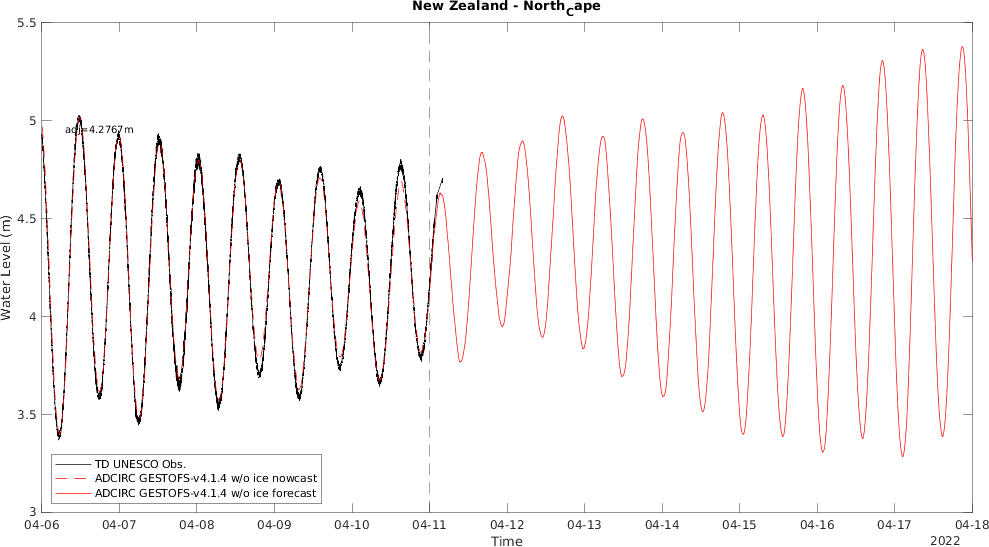 New Zealand - NorthCape
5.5
5
4.5
4
3.5
3
Water Level (m)
adj=4.2767m
TD UNESCO Obs.
ADCIRC GESTOFS-v4.1.4 w/o ice nowcast
ADCIRC GESTOFS-v4.1.4 w/o ice forecast
04-06 04-07 04-08 04-09 04-10 04-11 04-12 04-13 04-14 04-15 04-16 04-17 04-18
Time
2022